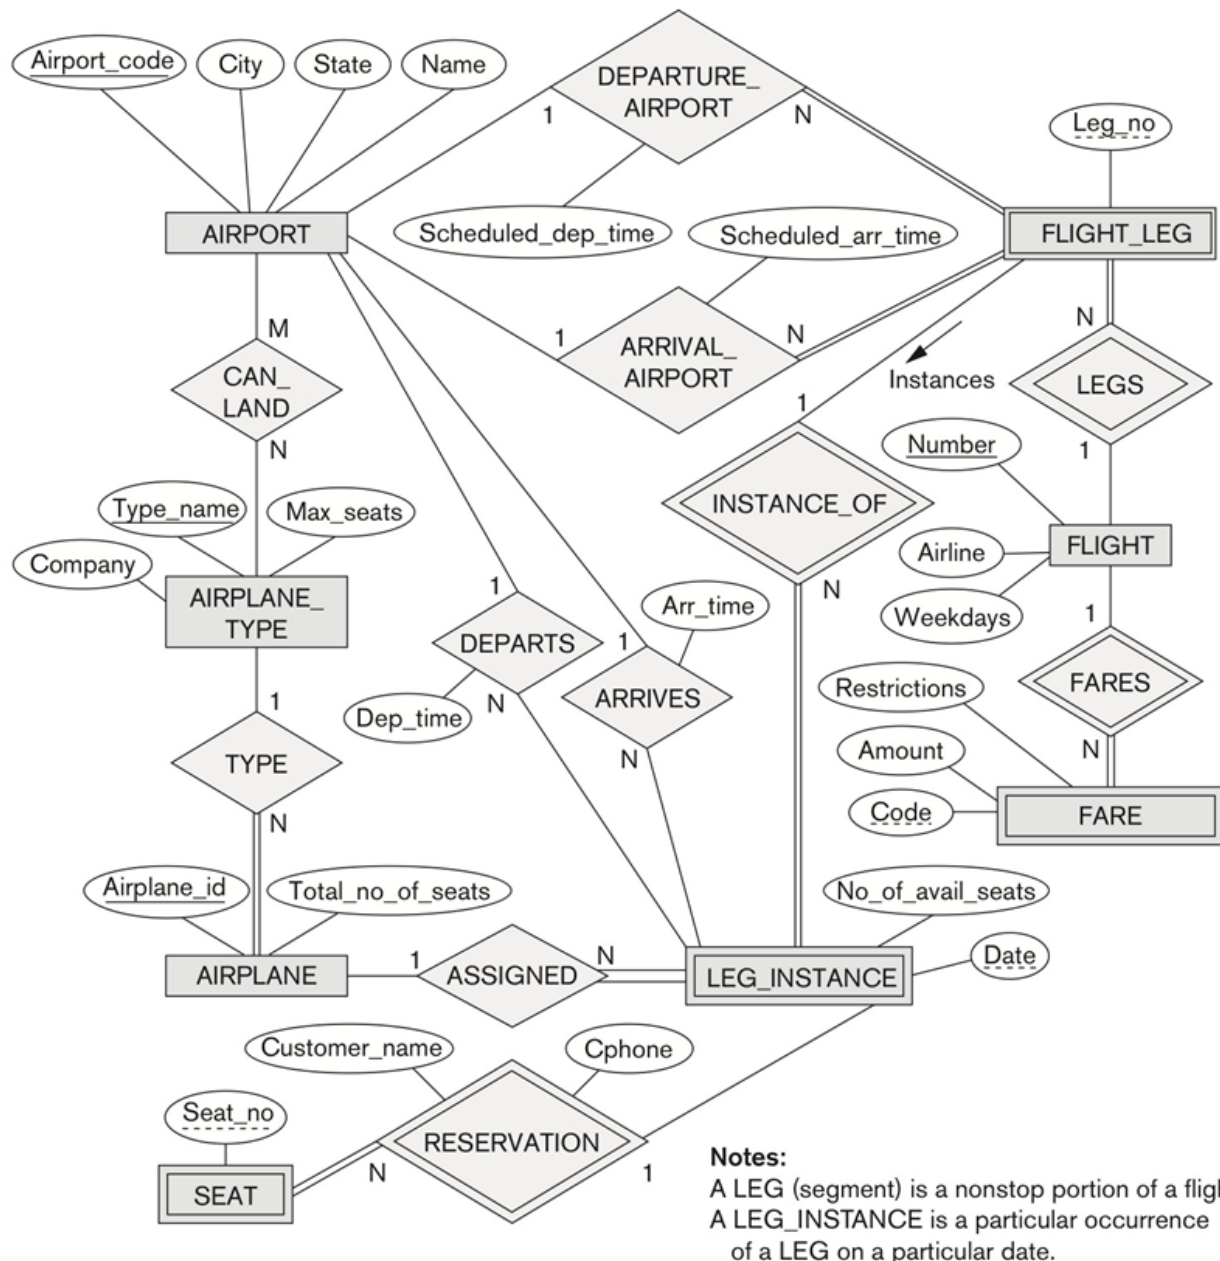 Airport_code
City
State
Name
DEPARTURE_
AIRPORT
1
N
Leg_no
Scheduled_dep_time
Scheduled_arr_time
AIRPORT
FLIGHT_LEG
M
1
N
N
ARRIVAL_
AIRPORT
Instances
CAN_
LAND
LEGS
1
N
1
Number
Type_name
Max_seats
INSTANCE_OF
Company
Airline
FLIGHT
AIRPLANE_
TYPE
1
Arr_time
N
Weekdays
1
DEPARTS
1
ARRIVES
FARES
Restrictions
1
N
Dep_time
TYPE
N
Amount
N
N
Code
FARE
Airplane_id
Total_no_of_seats
No_of_avail_seats
AIRPLANE
1
ASSIGNED
N
LEG_INSTANCE
Date
Customer_name
Cphone
Seat_no
RESERVATION
SEAT
N
1
Notes:
A LEG (segment) is a nonstop portion of a
A LEG_INSTANCE is a particular occurrence
of a LEG on a particular date.